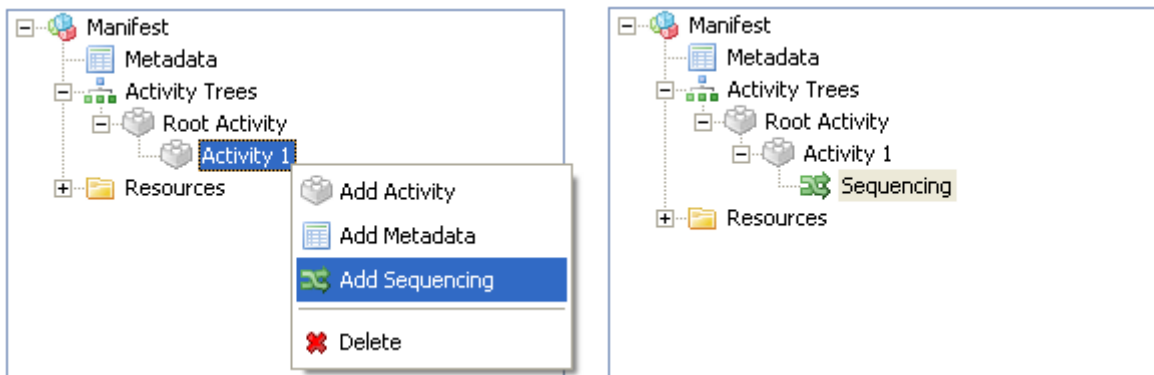 Manifest
Metadata
Activity Trees
Root Activity
Activity 1
Resources
Add Activity
Add Metadata
Add Sequencing
Delete
Manifest
Metadata
Activity Trees
Root Activity
Activity 1
Sequencing
Resources